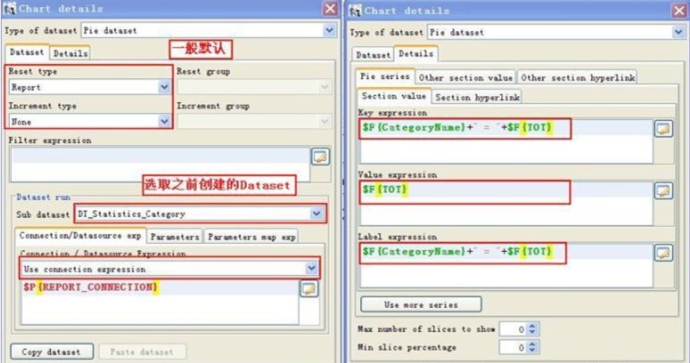 Chart details
Type of dataset Pie dataset
Dataset Details
一般默认
Reset type Reset group
Report
Increment type Increment group
None
Filter expression
选取之前创建的Dataset
Dataset run
Sub dataset DT_Statistics_Category
Connection/Datasource exp Parameters Parameters map exp
Connection / Datasource Expression
Use connection expression
$P{REPORT_CONNECTION}
Copy dataset Paste dataset
Chart details
Type of dataset Pie dataset
Dataset Details
Pie series Other section value Other section hyperlink
Section value Section hyperlink
Key expression
$F{CategoryName}+" = "+$F{TOT}
Value expression
$F{TOT}
Label expression
$F{CategoryName}+" = "+$F{TOT}
Use more series
Max number of slices to show 0
Min slice percentage 0